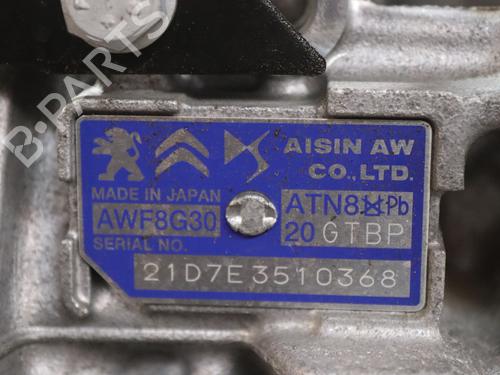 B-PARTS
AISIN AW
CO., LTD.
MADE IN JAPAN
AWF8G30
ATN8 Pb
SERIAL NO.
20 GTBP
21D7E3510368